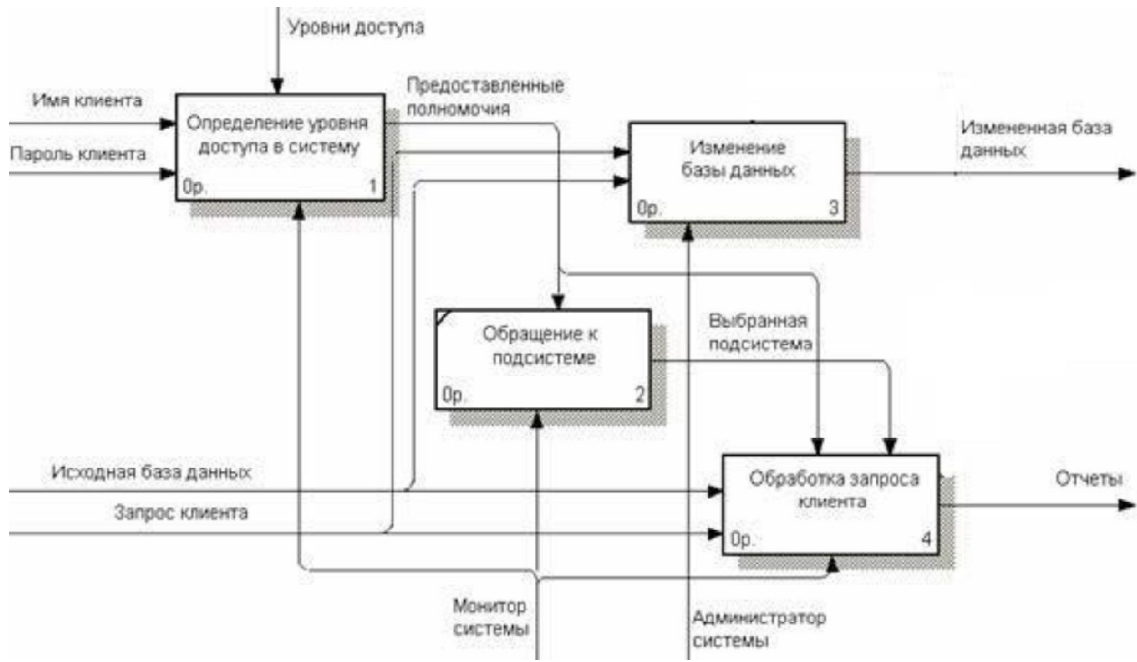 Уровни доступа
Имя клиента
Пароль клиента
Определение уровня
доступа в систему
0р.
1
Предоставленные
полномочия
Изменение
базы данных
0р.
3
Измененная база
данных
Обращение к
подсистеме
0р.
2
Выбранная
подсистема
Исходная база данных
Запрос клиента
Обработка запроса
клиента
0р.
4
Отчеты
Монитор
системы
Администратор
системы